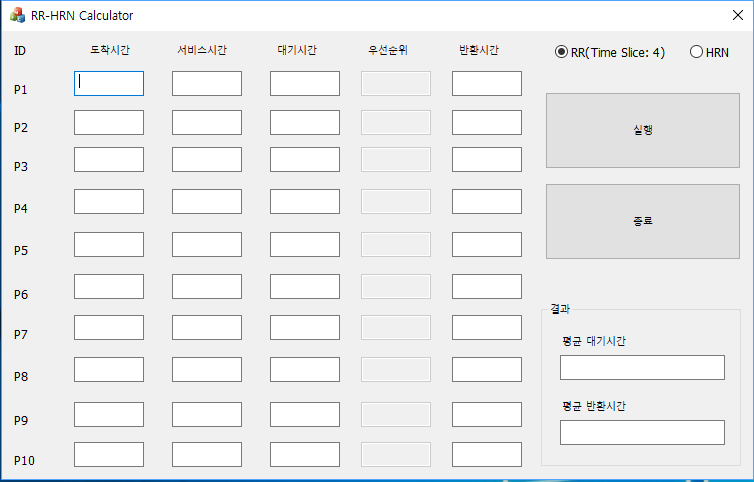 RR-HRN Calculator
ID 도착시간 서비스시간 대기시간 우선순위 반환시간 RR(Time Slice: 4) HRN
P1
실행
P2
P3
P4
종료
P5
P6
결과
P7
평균 대기시간
P8
평균 반환시간
P9
P10